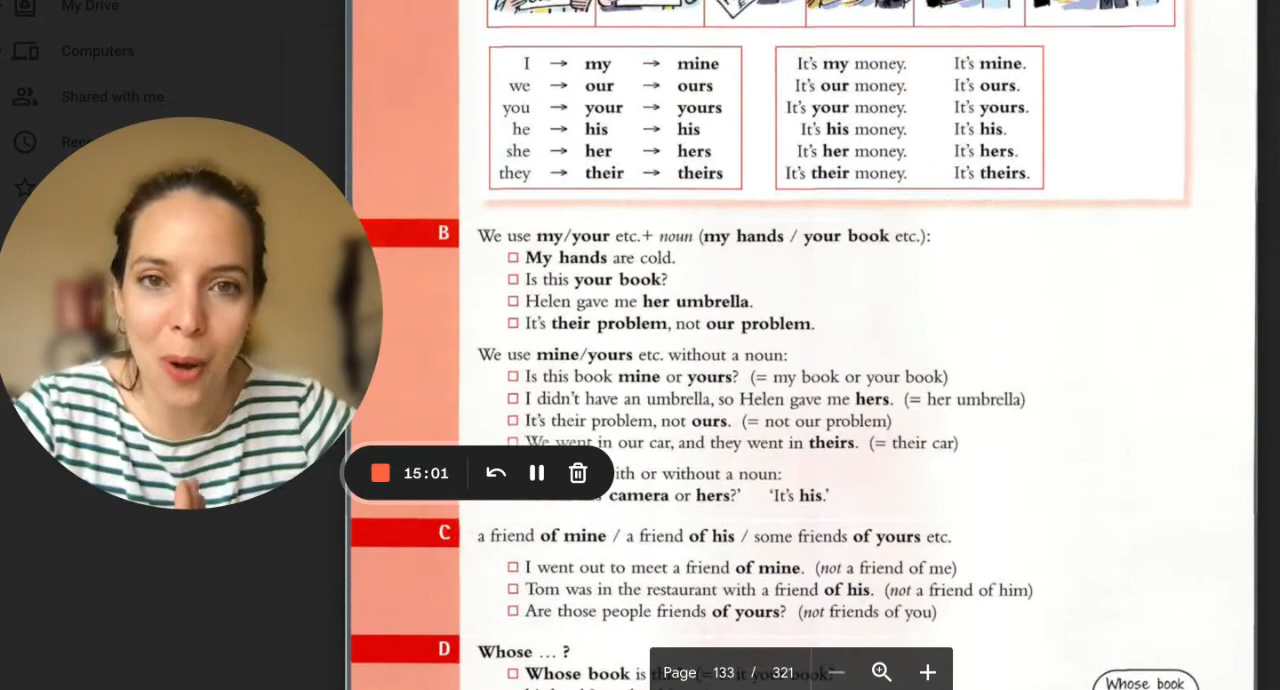 My Drive
Computers
Shared with me
I → my → mine
we → our → ours
you → your → yours
he → his → his
she → her → hers
they → their → theirs
It's my money. It's mine.
It's our money. It's ours.
It's your money. It's yours.
It's his money. It's his.
It's her money. It's hers.
It's their money. It's theirs.
B
We use my/your etc.+ noun (my hands / your book etc.):
My hands are cold.
Is this your book?
Helen gave me her umbrella.
It's their problem, not our problem.
We use mine/yours etc. without a noun:
Is this book mine or yours? (= my book or your book)
I didn't have an umbrella, so Helen gave me hers. (= her umbrella)
It's their problem, not ours. (= not our problem)
We went in our car, and they went in theirs. (= their car)
15:01
or without a noun:
camera or hers?' 'It's his.'
C
a friend of mine / a friend of his / some friends of yours etc.
I went out to meet a friend of mine. (not a friend of me)
Tom was in the restaurant with a friend of his. (not a friend of him)
Are those people friends of yours? (not friends of you)
D
Whose ... ?
Whose book is
Page 133 / 321
Whose book